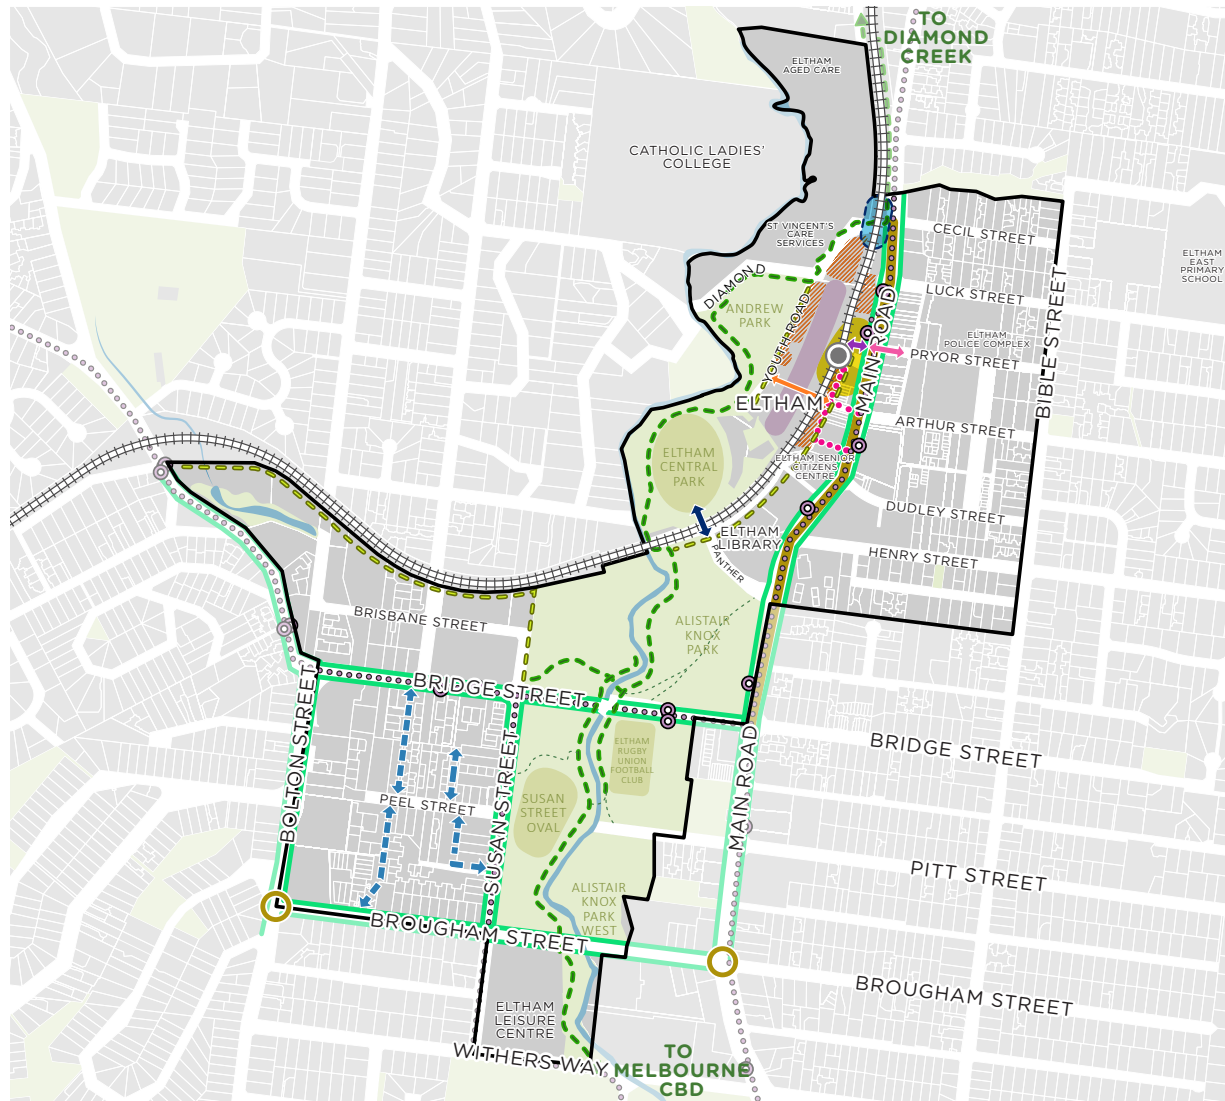 TO
DIAMOND
CREEK
ELTHAM
AGED CARE
CATHOLIC LADIES'
COLLEGE
ST VINCENT'S
CARE
SERVICES
CECIL STREET
ELTHAM
EAST
PRIMARY
SCHOOL
DIAMOND
LUCK STREET
BIBLE STREET
ANDREW
PARK
YOUTH ROAD
MAIN ROAD
ELTHAM
POLICE COMPLEX
PRYOR STREET
ELTHAM
ARTHUR STREET
ELTHAM
CENTRAL
PARK
ELTHAM SENIOR
CITIZENS
CENTRE
DUDLEY STREET
ELTHAM
LIBRARY
PANTHER
HENRY STREET
BRISBANE STREET
ALISTAIR
KNOX
PARK
BRIDGE STREET
BOLTON STREET
SUSAN STREET
ELTHAM
RUGBY
UNION
FOOTBALL
CLUB
MAIN ROAD
BRIDGE STREET
PEEL STREET
SUSAN
STREET
OVAL
PITT STREET
ALISTAIR
KNOX
PARK
WEST
BROUGHAM STREET
BROUGHAM STREET
ELTHAM
LEISURE
CENTRE
WITHERS WAY
TO
MELBOURNE
CBD